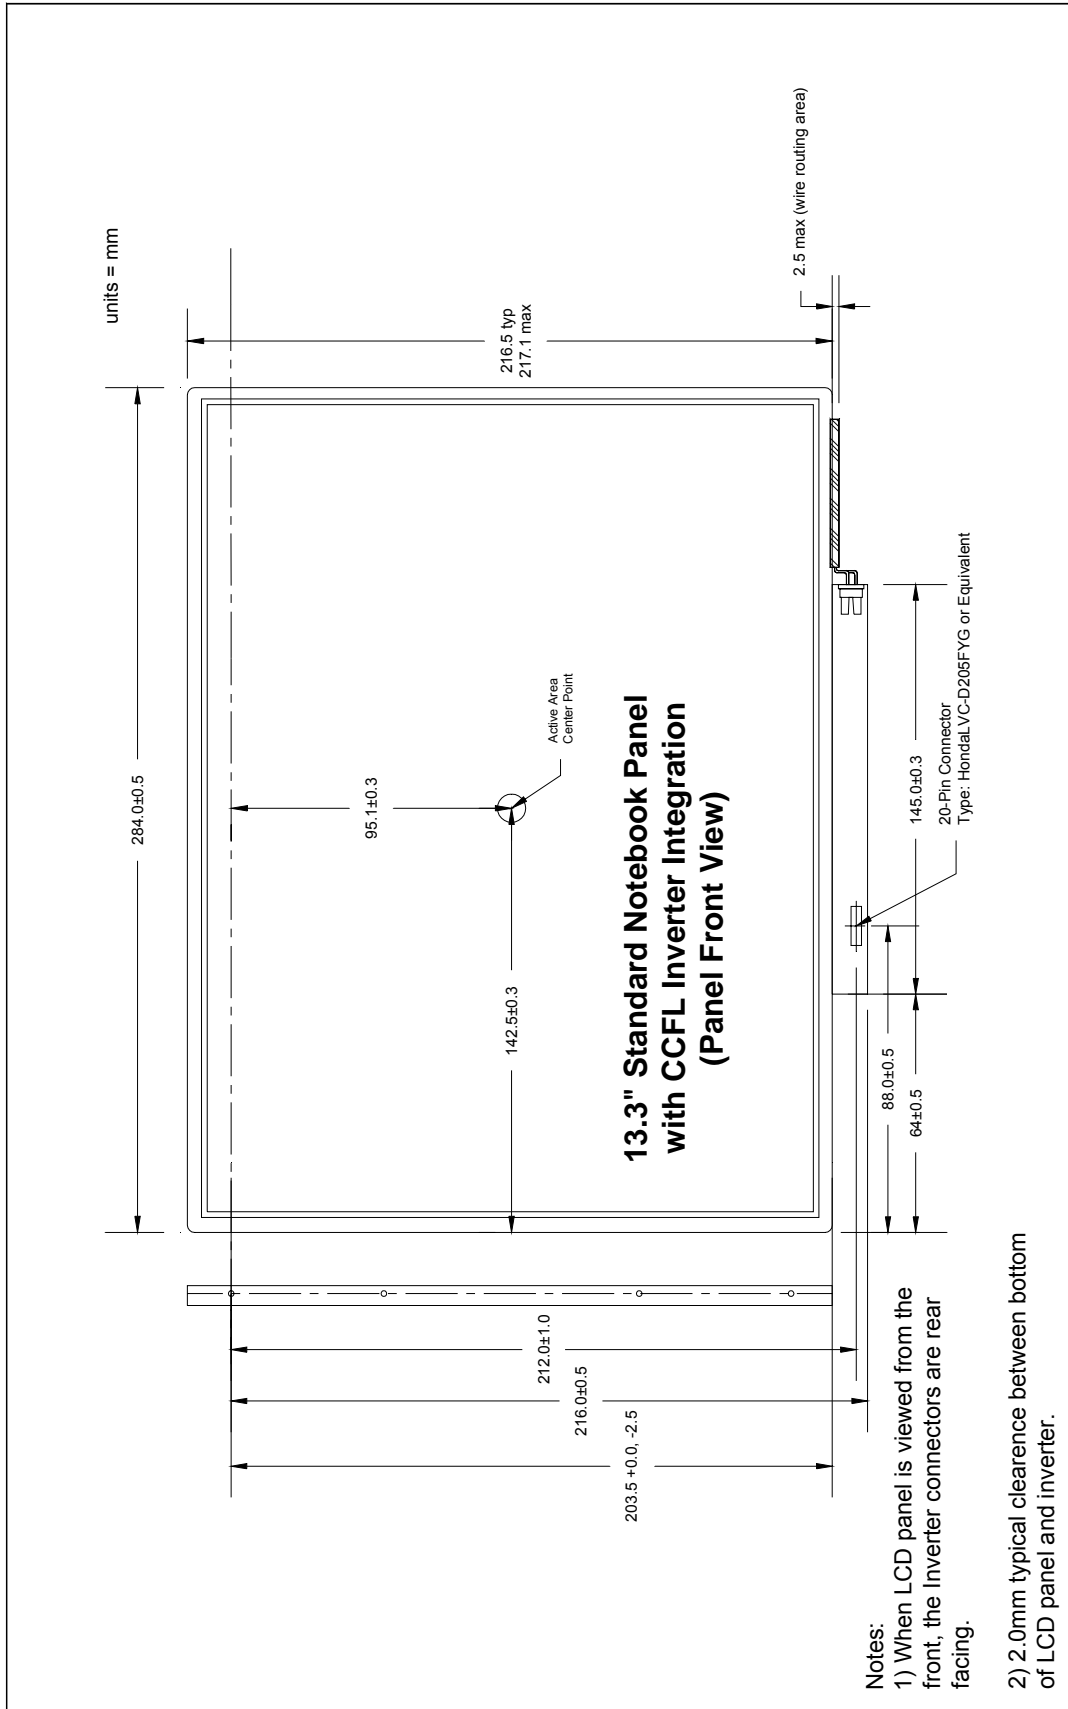 units = mm
284.0±0.5
216.5 typ
217.1 max
2.5 max (wire routing area)
95.1±0.3
Active Area
Center Point
142.5±0.3
13.3" Standard Notebook Panel
with CCFL Inverter Integration
(Panel Front View)
212.0±1.0
216.0±0.5
203.5 +0.0, -2.5
88.0±0.5
64±0.5
145.0±0.3
20-Pin Connector
Type: HondaLVC-D205FYG or Equivalent
Notes:
1) When LCD panel is viewed from the
front, the Inverter connectors are rear
facing.
2) 2.0mm typical clearence between bottom
of LCD panel and inverter.